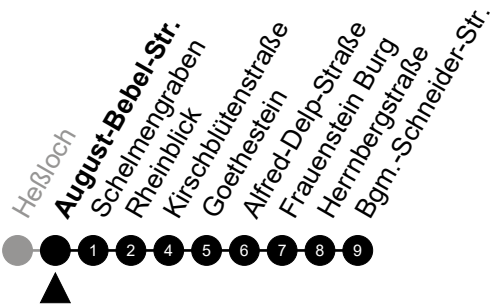 Heßloch
August-Bebel-Str.
Schelmengraben
Rheinblick
Kirschblütenstraße
Goethestein
Alfred-Delp-Straße
Frauenstein Burg
Herrnbergstraße
Bgm.-Schneider-Str.
1 2 4 5 6 7 8 9